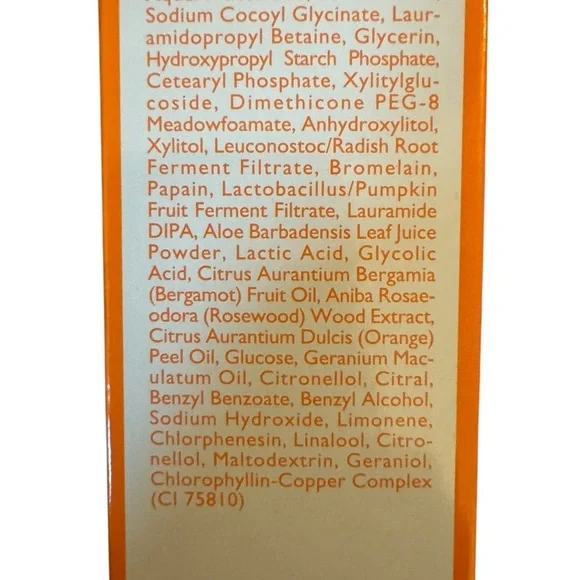 Sodium Cocoyl Glycinate, Laur-
amidopropyl Betaine, Glycerin,
Hydroxypropyl Starch Phosphate,
Cetearyl Phosphate, Xylitylglu-
coside, Dimethicone PEG-8
Meadowfoamate, Anhydroxylitol,
Xylitol, Leuconostoc/Radish Root
Ferment Filtrate, Bromelain,
Papain, Lactobacillus/Pumpkin
Fruit Ferment Filtrate, Lauramide
DIPA, Aloe Barbadensis Leaf Juice
Powder, Lactic Acid, Glycolic
Acid, Citrus Aurantium Bergamia
(Bergamot) Fruit Oil, Aniba Rosae-
odora (Rosewood) Wood Extract,
Citrus Aurantium Dulcis (Orange)
Peel Oil, Glucose, Geranium Mac-
ulatum Oil, Citronellol, Citral,
Benzyl Benzoate, Benzyl Alcohol,
Sodium Hydroxide, Limonene,
Chlorphenesin, Linalool, Citro-
nellol, Maltodextrin, Geraniol,
Chlorophyllin-Copper Complex
(CI 75810)